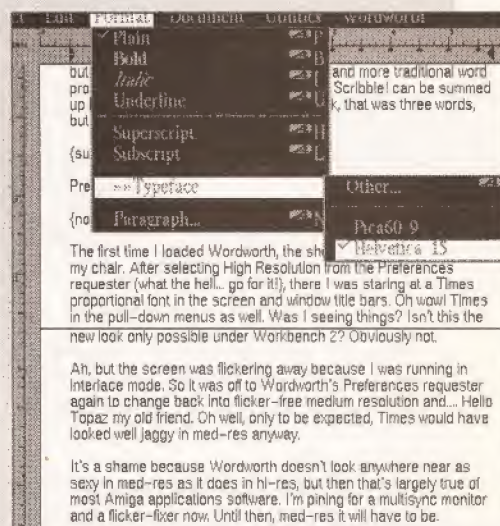 Edit Format Document Utilities Wordworth
✓ Plain P
Bold B
Italic I
Underline U
Superscript H
Subscript L
»» Typeface
Paragraph... N
Other...
Pica60 9
✓ Helvetica 15
but and more traditional word
pro Scribble! can be summed
up k, that was three words,
but
{su
Pre
{no
The first time I loaded Wordworth, the sh
my chair. After selecting High Resolution from the Preferences
requester (what the hell... go for it!), there I was staring at a Times
proportional font in the screen and window title bars. Oh wow! Times
in the pull-down menus as well. Was I seeing things? Isn't this the
new look only possible under Workbench 2? Obviously not.
Ah, but the screen was flickering away because I was running in
Interlace mode. So it was off to Wordworth's Preferences requester
again to change back into flicker-free medium resolution and.... Hello
Topaz my old friend. Oh well, only to be expected, Times would have
looked well jaggy in med-res anyway.
It's a shame because Wordworth doesn't look anywhere near as
sexy in med-res as it does in hi-res, but then that's largely true of
most Amiga applications software. I'm pining for a multisync monitor
and a flicker-fixer now. Until then, med-res it will have to be.